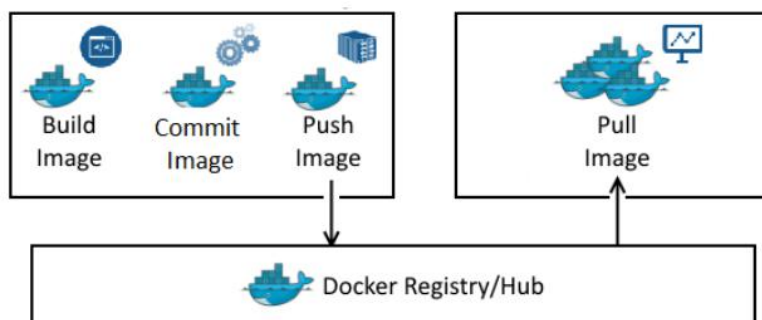 Build
Image
Commit
Image
Push
Image
Pull
Image
Docker Registry/Hub